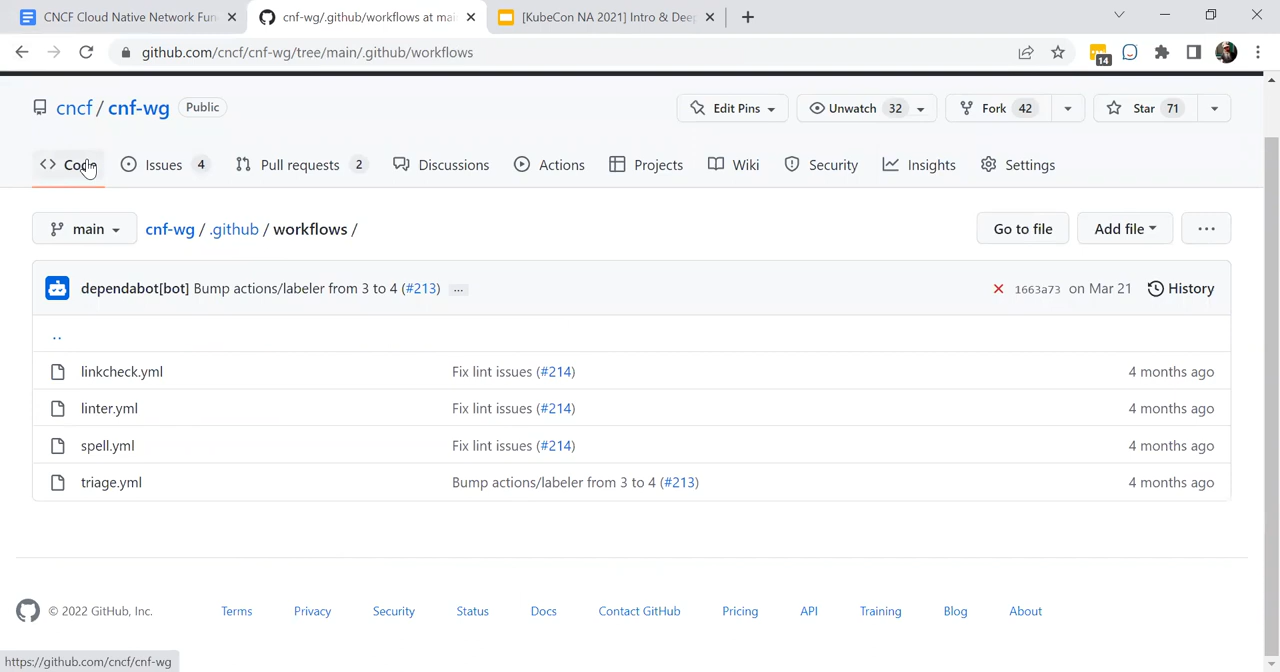 CNCF Cloud Native Network Fun
cnf-wg/.github/workflows at mai
[KubeCon NA 2021] Intro & Deep
github.com/cncf/cnf-wg/tree/main/.github/workflows
14
cncf / cnf-wg Public
Edit Pins
Unwatch 32
Fork 42
Star 71
Code
Issues 4
Pull requests 2
Discussions
Actions
Projects
Wiki
Security
Insights
Settings
main
cnf-wg / .github / workflows /
Go to file
Add file
dependabot[bot] Bump actions/labeler from 3 to 4 (#213) ...
1663a73 on Mar 21
History
..
linkcheck.yml Fix lint issues (#214) 4 months ago
linter.yml Fix lint issues (#214) 4 months ago
spell.yml Fix lint issues (#214) 4 months ago
triage.yml Bump actions/labeler from 3 to 4 (#213) 4 months ago
© 2022 GitHub, Inc.
Terms
Privacy
Security
Status
Docs
Contact GitHub
Pricing
API
Training
Blog
About
https://github.com/cncf/cnf-wg